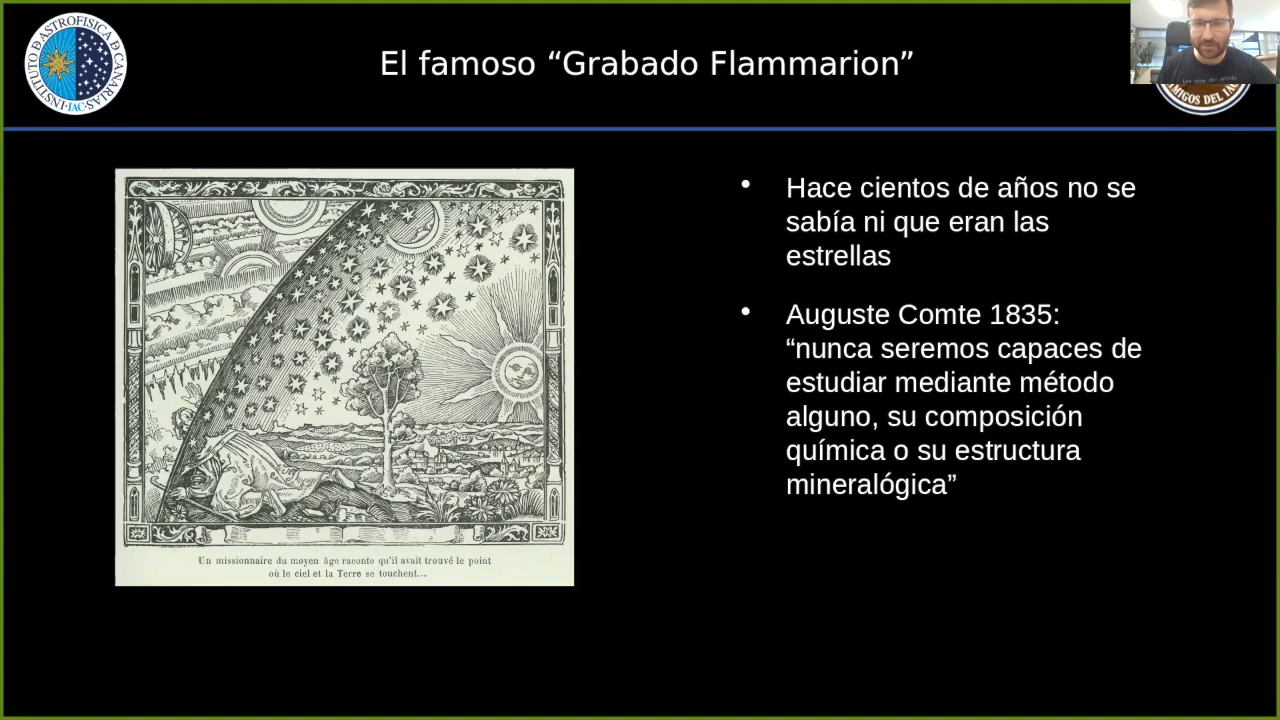 INSTITUTO D ASTROFISICA D CANARIAS
·IAC·
El famoso “Grabado Flammarion”
MIGOS DEL IA
Hace cientos de años no se
sabía ni que eran las
estrellas
Auguste Comte 1835:
“nunca seremos capaces de
estudiar mediante método
alguno, su composición
química o su estructura
mineralógica”
Un missionnaire du moyen âge raconte qu'il avait trouvé le point
où le ciel et la Terre se touchent...